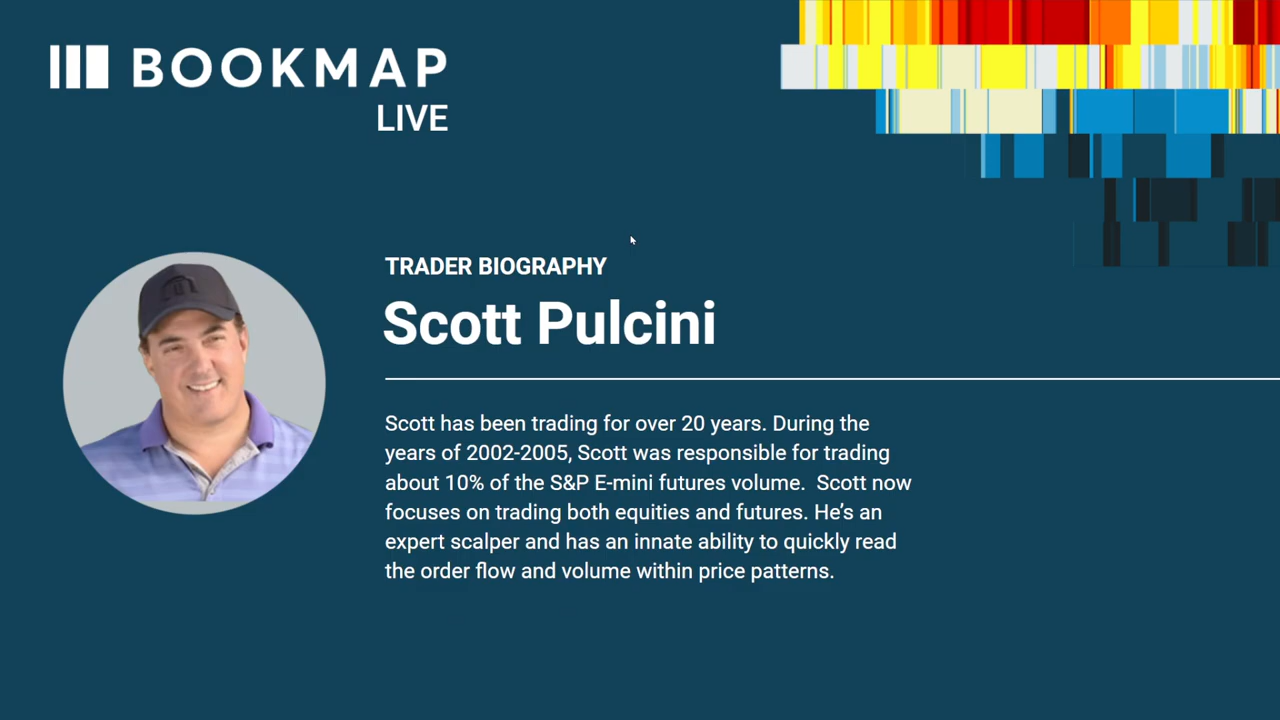 BOOKMAP
LIVE
TRADER BIOGRAPHY
Scott Pulcini
Scott has been trading for over 20 years. During the
years of 2002-2005, Scott was responsible for trading
about 10% of the S&P E-mini futures volume.  Scott now
focuses on trading both equities and futures. He’s an
expert scalper and has an innate ability to quickly read
the order flow and volume within price patterns.